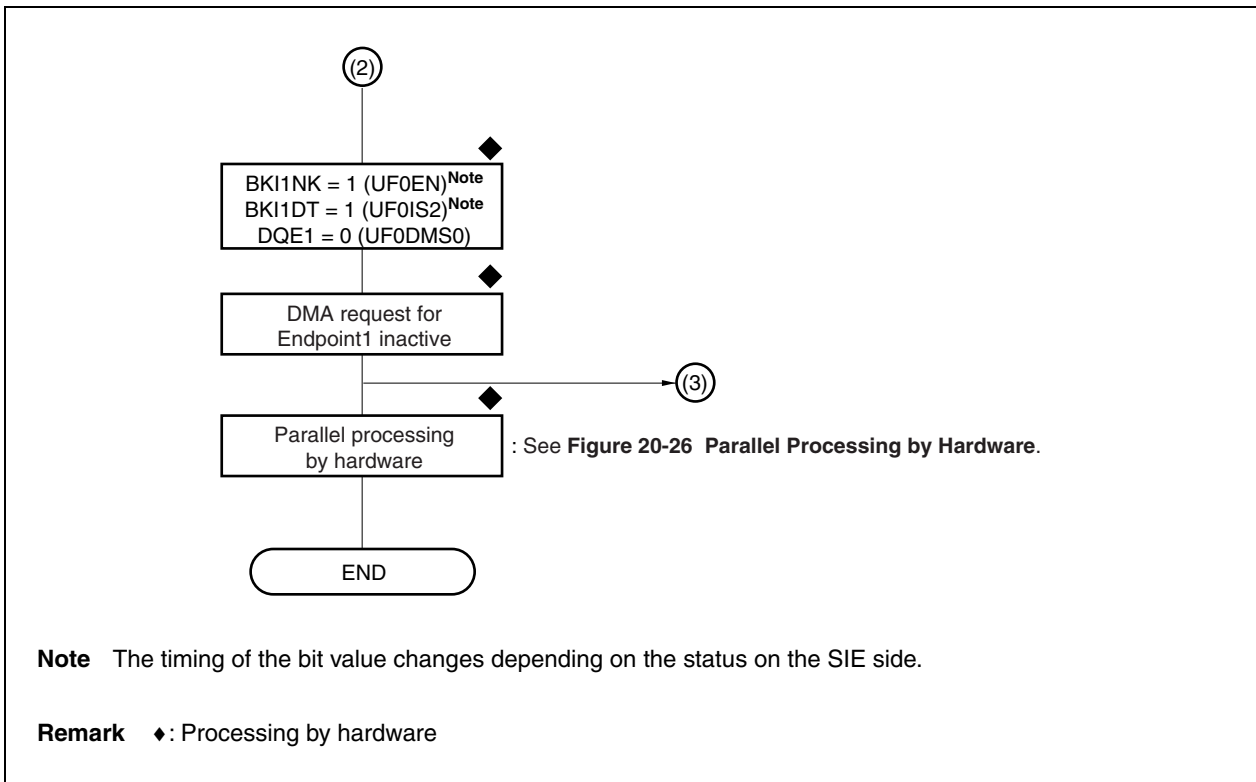 (2)
BKI1NK = 1 (UF0EN)Note
BKI1DT = 1 (UF0IS2)Note
DQE1 = 0 (UF0DMS0)
DMA request for
Endpoint1 inactive
(3)
Parallel processing
by hardware
: See Figure 20-26 Parallel Processing by Hardware.
END
Note The timing of the bit value changes depending on the status on the SIE side.
Remark ♦: Processing by hardware